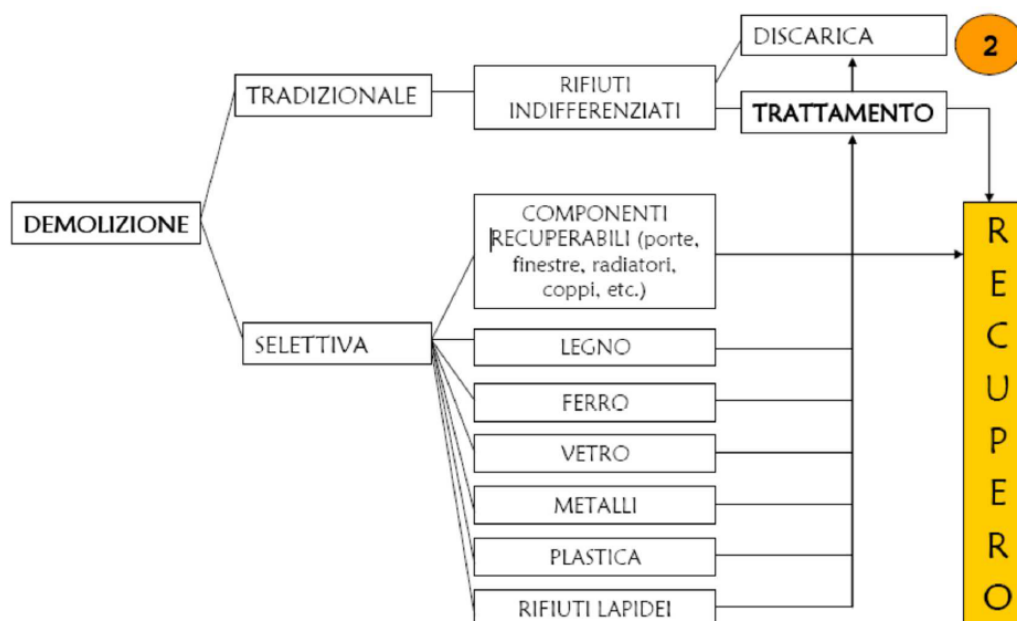 DISCARICA
2
TRADIZIONALE
RIFIUTI
INDIFFERENZIATI
TRATTAMENTO
DEMOLIZIONE
COMPONENTI
RECUPERABILI (porte,
finestre, radiatori,
coppi, etc.)
SELETTIVA
LEGNO
FERRO
VETRO
METALLI
PLASTICA
RIFIUTI LAPIDEI
R
E
C
U
P
E
R
O